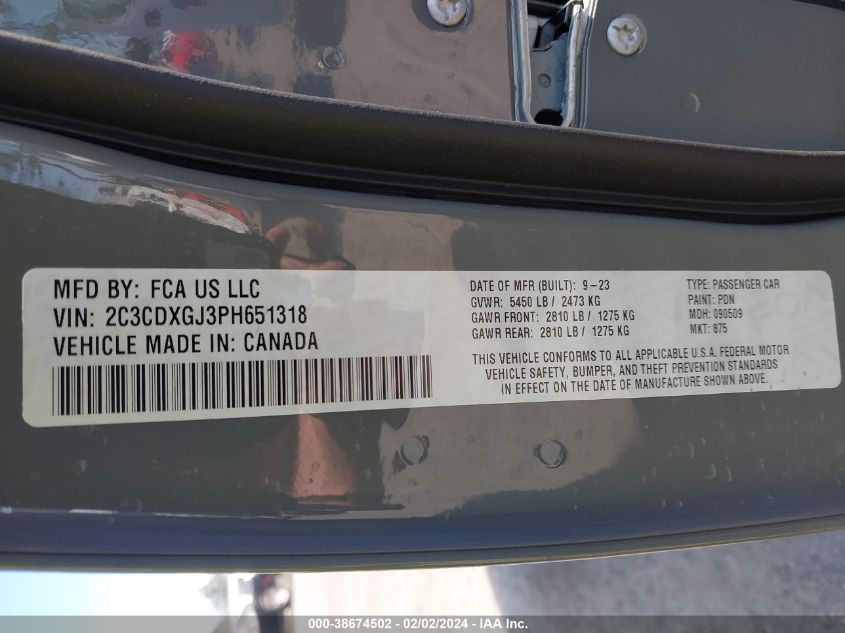 MFD BY: FCA US LLC
VIN: 2C3CDXGJ3PH651318
VEHICLE MADE IN: CANADA
DATE OF MFR (BUILT): 9-23
GVWR: 5450 LB / 2473 KG
GAWR FRONT: 2810 LB / 1275 KG
GAWR REAR: 2810 LB / 1275 KG
TYPE: PASSENGER CAR
PAINT: PDN
MDH: 090509
MKT: 875
THIS VEHICLE CONFORMS TO ALL APPLICABLE U.S.A. FEDERAL MOTOR
VEHICLE SAFETY, BUMPER, AND THEFT PREVENTION STANDARDS
IN EFFECT ON THE DATE OF MANUFACTURE SHOWN ABOVE.
000-38674502 - 02/02/2024 - IAA Inc.